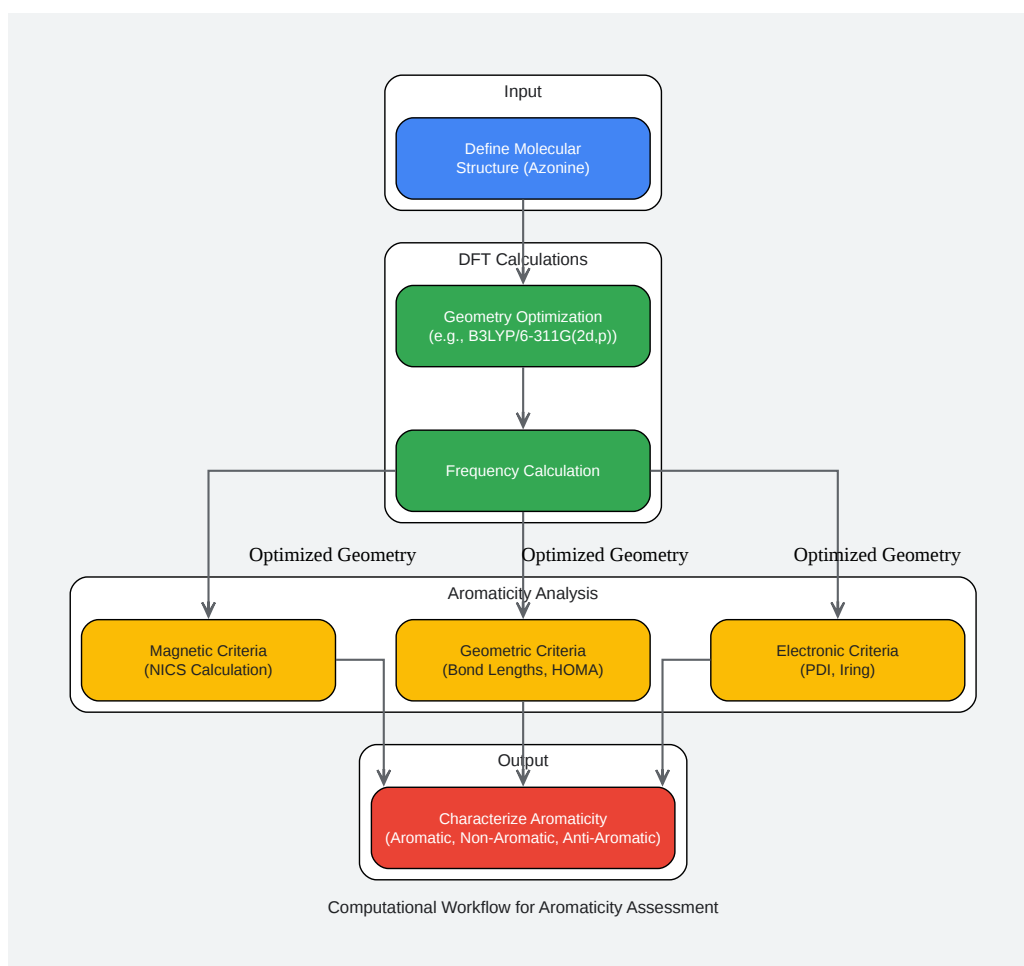 Input
Define Molecular
Structure (Azonine)
DFT Calculations
Geometry Optimization
(e.g., B3LYP/6-311G(2d,p))
Frequency Calculation
Optimized Geometry
Optimized Geometry
Optimized Geometry
Aromaticity Analysis
Magnetic Criteria
(NICS Calculation)
Geometric Criteria
(Bond Lengths, HOMA)
Electronic Criteria
(PDI, Iring)
Output
Characterize Aromaticity
(Aromatic, Non-Aromatic, Anti-Aromatic)
Computational Workflow for Aromaticity Assessment